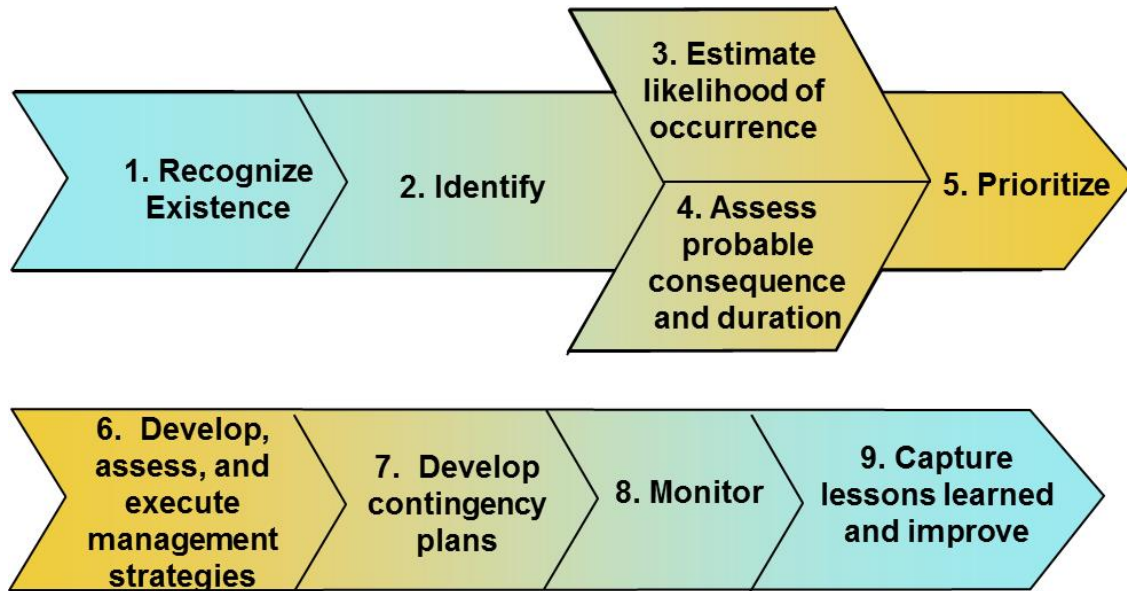 1. Recognize
Existence
2. Identify
3. Estimate
likelihood of
occurrence
4. Assess
probable
consequence
and duration
5. Prioritize
6. Develop,
assess, and
execute
management
strategies
7. Develop
contingency
plans
8. Monitor
9. Capture
lessons learned
and improve